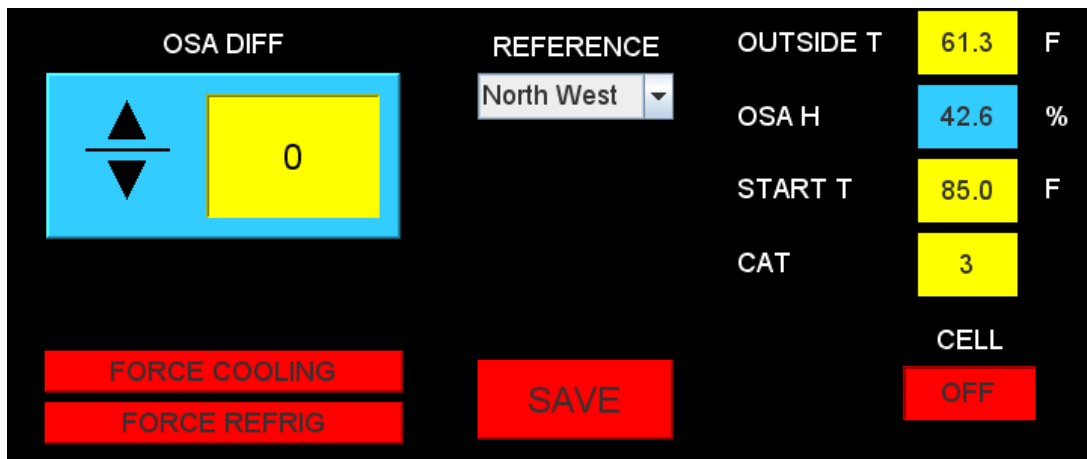 OSA DIFF
0
FORCE COOLING
FORCE REFRIG
REFERENCE
North West
SAVE
OUTSIDE T 61.3 F
OSA H 42.6 %
START T 85.0 F
CAT 3
CELL
OFF